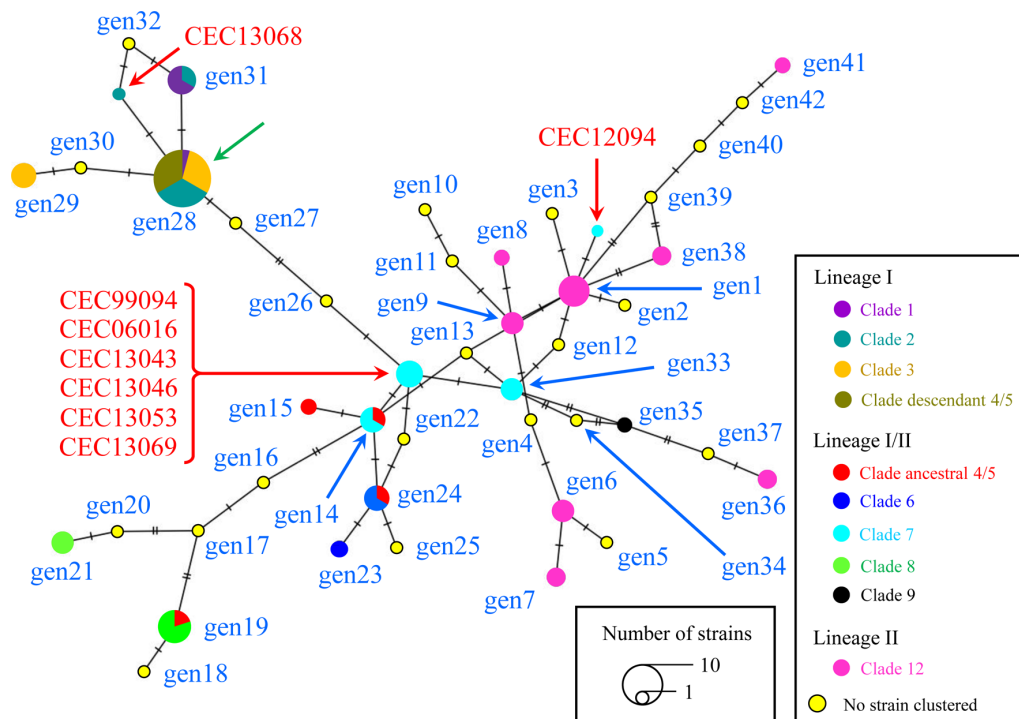 gen32
CEC13068
gen31
gen41
gen42
gen30
CEC12094
gen40
gen29
gen28
gen27
gen10
gen3
gen39
gen8
gen38
gen11
gen1
gen26
gen9
gen2
gen13
gen12
gen33
CEC99094
CEC06016
CEC13043
CEC13046
CEC13053
CEC13069
gen15
gen22
gen35
gen4
gen37
gen16
gen14
gen24
gen6
gen36
gen20
gen17
gen25
gen5
gen34
gen21
gen23
gen7
gen19
gen18
Number of strains
10
1
Lineage I
Clade 1
Clade 2
Clade 3
Clade descendant 4/5
Lineage I/II
Clade ancestral 4/5
Clade 6
Clade 7
Clade 8
Clade 9
Lineage II
Clade 12
No strain clustered